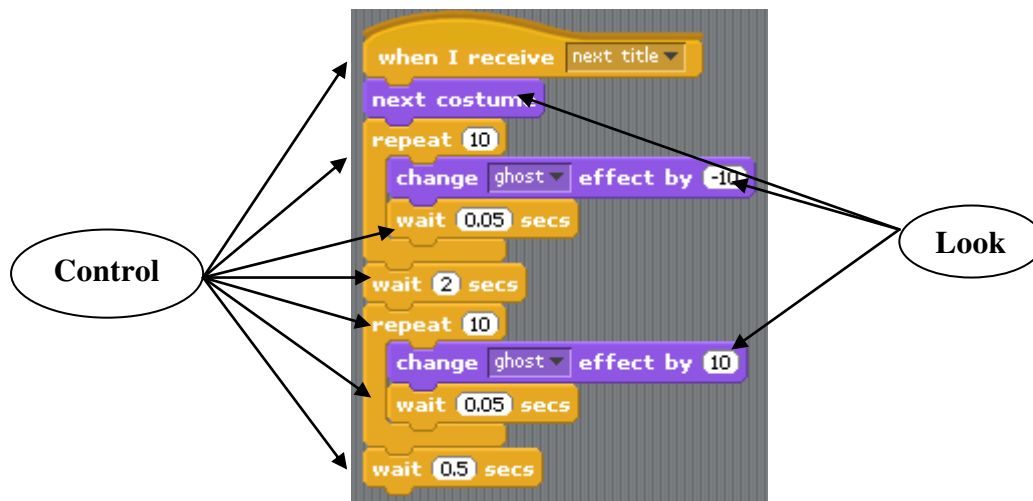 when I receive next title
next costume
repeat 10
change ghost effect by -10
wait 0.05 secs
Control
Look
wait 2 secs
repeat 10
change ghost effect by 10
wait 0.05 secs
wait 0.5 secs